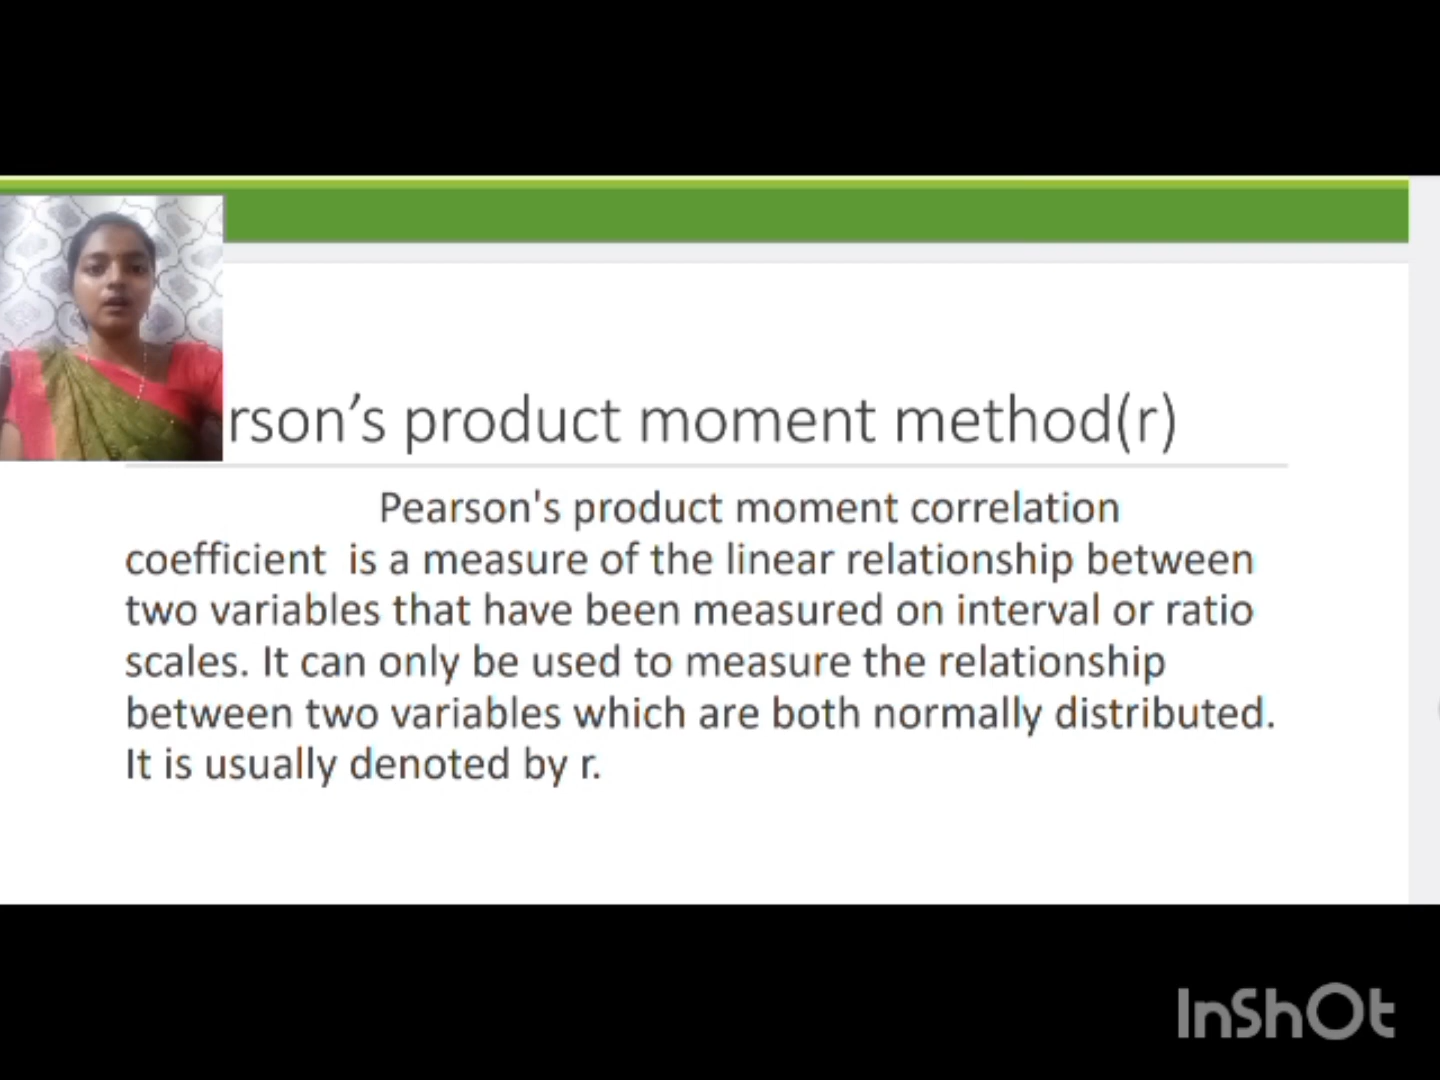 rson’s product moment method(r)
Pearson's product moment correlation
coefficient is a measure of the linear relationship between
two variables that have been measured on interval or ratio
scales. It can only be used to measure the relationship
between two variables which are both normally distributed.
It is usually denoted by r.
InShOt